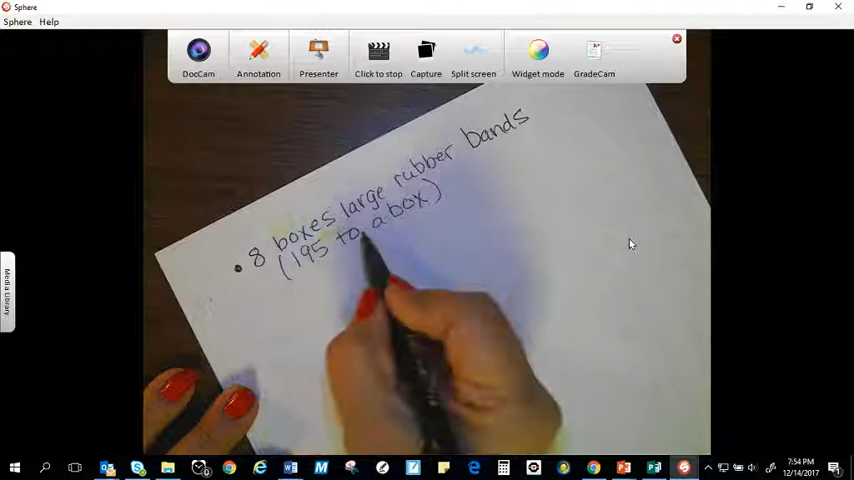 Sphere
Sphere Help
DocCam
Annotation
Presenter
Click to stop
Capture
Split screen
Widget mode
GradeCam
Media Library
• 8 boxes large rubber bands
(195 to a box)
7:54 PM
12/14/2017